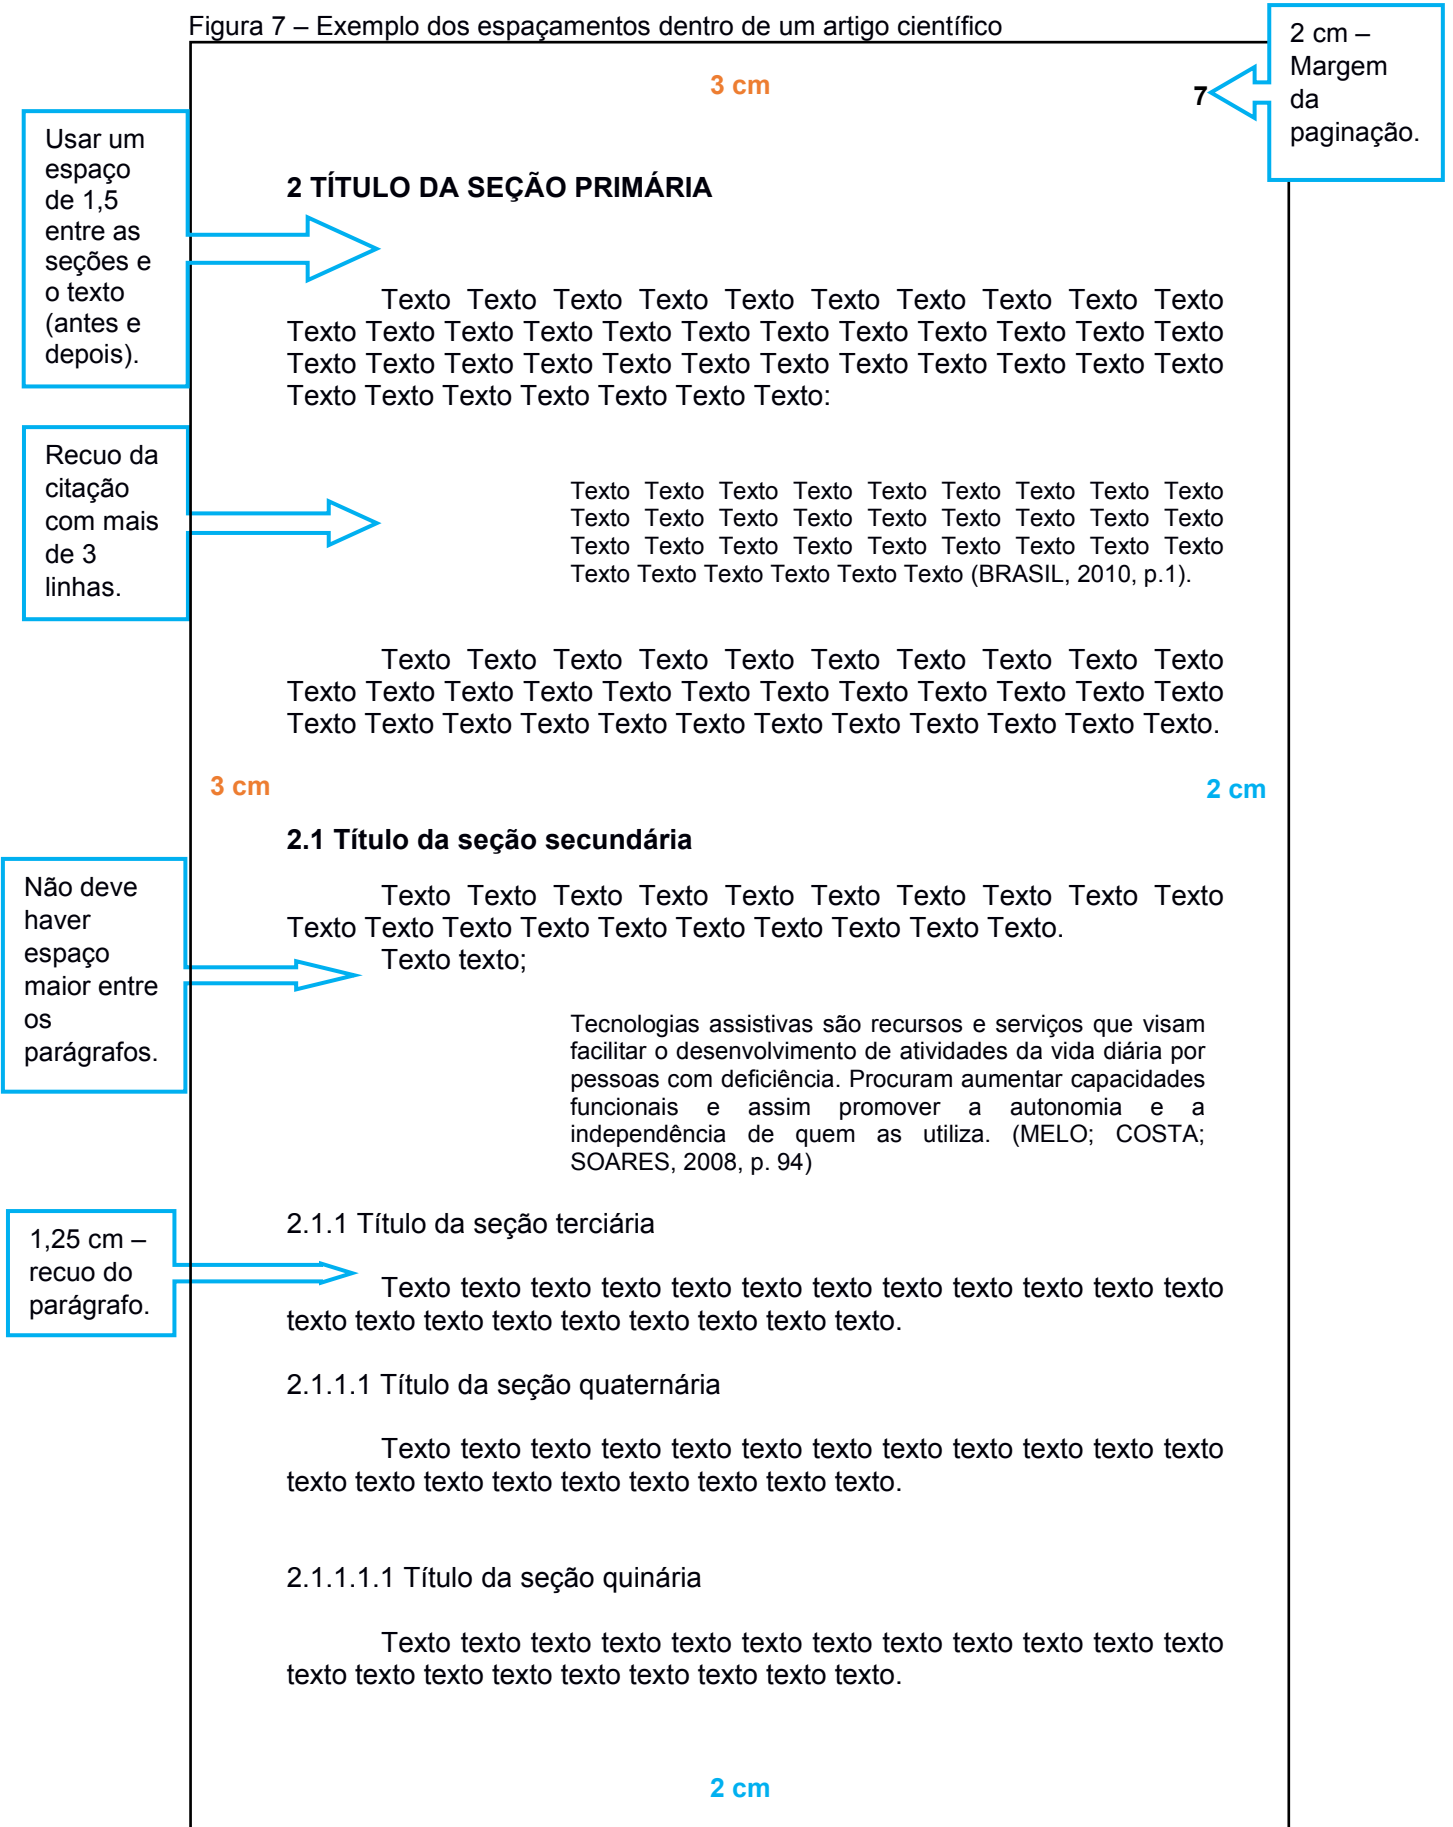 Figura 7 – Exemplo dos espaçamentos dentro de um artigo científico
2 cm –
Margem
da
paginação.
3 cm
7
Usar um
espaço
de 1,5
entre as
seções e
o texto
(antes e
depois).
2 TÍTULO DA SEÇÃO PRIMÁRIA
Texto Texto Texto Texto Texto Texto Texto Texto Texto Texto
Texto Texto Texto Texto Texto Texto Texto Texto Texto Texto Texto Texto
Texto Texto Texto Texto Texto Texto Texto Texto Texto Texto Texto Texto
Texto Texto Texto Texto Texto Texto Texto:
Recuo da
citação
com mais
de 3
linhas.
Texto Texto Texto Texto Texto Texto Texto Texto Texto
Texto Texto Texto Texto Texto Texto Texto Texto Texto
Texto Texto Texto Texto Texto Texto Texto Texto Texto
Texto Texto Texto Texto Texto Texto (BRASIL, 2010, p.1).
Texto Texto Texto Texto Texto Texto Texto Texto Texto Texto
Texto Texto Texto Texto Texto Texto Texto Texto Texto Texto Texto Texto
Texto Texto Texto Texto Texto Texto Texto Texto Texto Texto Texto Texto.
3 cm
2 cm
2.1 Título da seção secundária
Não deve
haver
espaço
maior entre
os
parágrafos.
Texto Texto Texto Texto Texto Texto Texto Texto Texto Texto
Texto Texto Texto Texto Texto Texto Texto Texto Texto Texto.
Texto texto;
Tecnologias assistivas são recursos e serviços que visam
facilitar o desenvolvimento de atividades da vida diária por
pessoas com deficiência. Procuram aumentar capacidades
funcionais e assim promover a autonomia e a
independência de quem as utiliza. (MELO; COSTA;
SOARES, 2008, p. 94)
2.1.1 Título da seção terciária
1,25 cm –
recuo do
parágrafo.
Texto texto texto texto texto texto texto texto texto texto texto texto
texto texto texto texto texto texto texto texto texto.
2.1.1.1 Título da seção quaternária
Texto texto texto texto texto texto texto texto texto texto texto texto
texto texto texto texto texto texto texto texto texto.
2.1.1.1.1 Título da seção quinária
Texto texto texto texto texto texto texto texto texto texto texto texto
texto texto texto texto texto texto texto texto texto.
2 cm